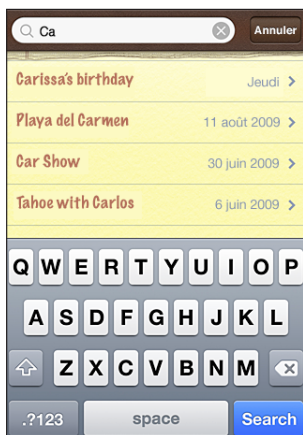 Ca
Annuler
Carissa's birthday Jeudi
Playa del Carmen 11 août 2009
Car Show 30 juin 2009
Tahoe with Carlos 6 juin 2009
Q W E R T Y U I O P
A S D F G H J K L
Z X C V B N M
.?123 space Search